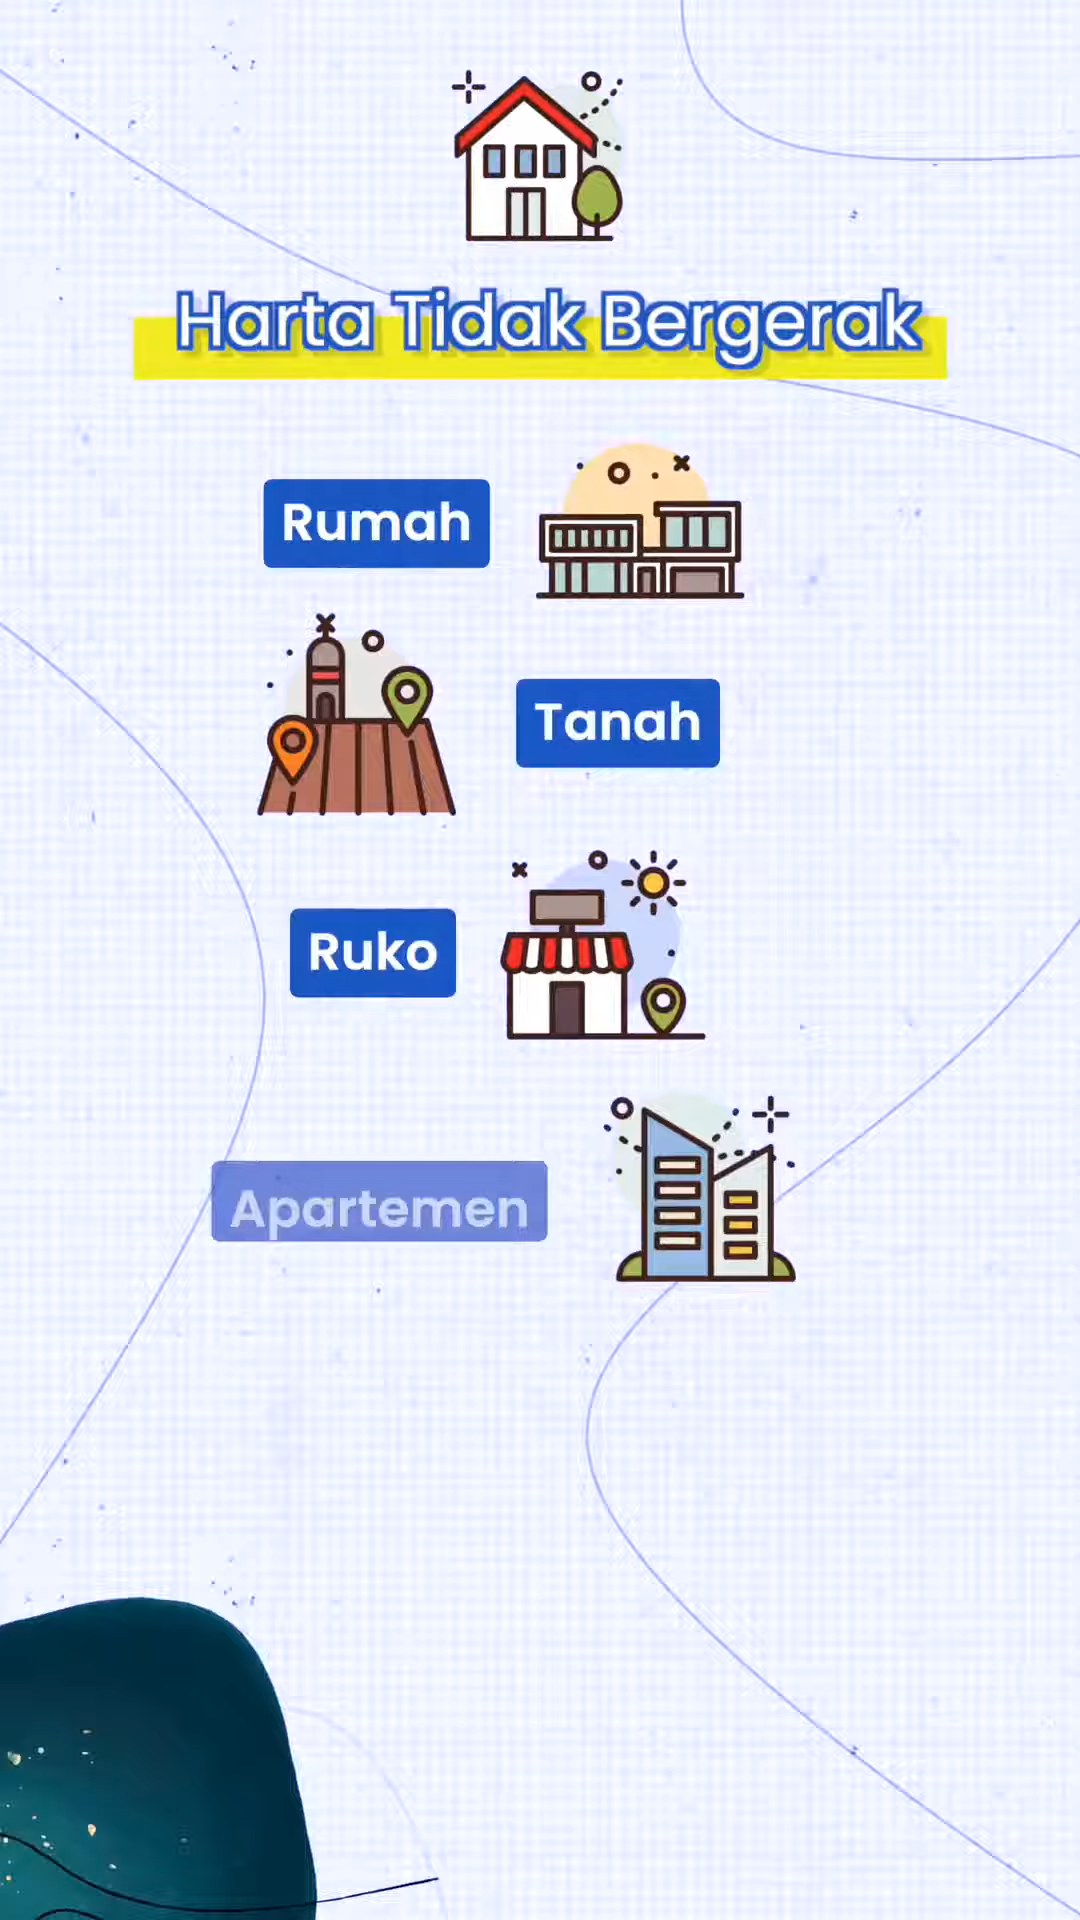 Harta Tidak Bergerak
Rumah
Tanah
Ruko
Apartemen